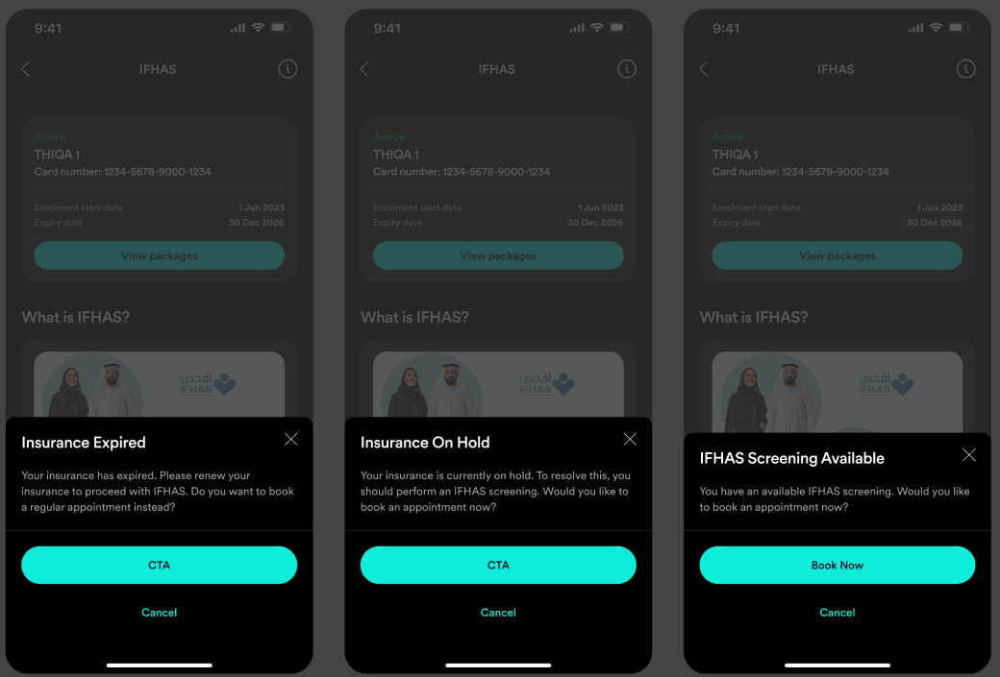 9:41
IFHAS
Active
THIQA 1
Card number: 1234-5678-9000-1234
Enrolment start date 1 Jun 2023
Expiry date 30 Dec 2026
View packages
What is IFHAS?
افحص
IFHAS
Insurance Expired
Your insurance has expired. Please renew your
insurance to proceed with IFHAS. Do you want to book
a regular appointment instead?
CTA
Cancel
9:41
IFHAS
Active
THIQA 1
Card number: 1234-5678-9000-1234
Enrolment start date 1 Jun 2023
Expiry date 30 Dec 2026
View packages
What is IFHAS?
افحص
IFHAS
Insurance On Hold
Your insurance is currently on hold. To resolve this, you
should perform an IFHAS screening. Would you like to
book an appointment now?
CTA
Cancel
9:41
IFHAS
Active
THIQA 1
Card number: 1234-5678-9000-1234
Enrolment start date 1 Jun 2023
Expiry date 30 Dec 2026
View packages
What is IFHAS?
افحص
IFHAS
IFHAS Screening Available
You have an available IFHAS screening. Would you like
to book an appointment now?
Book Now
Cancel